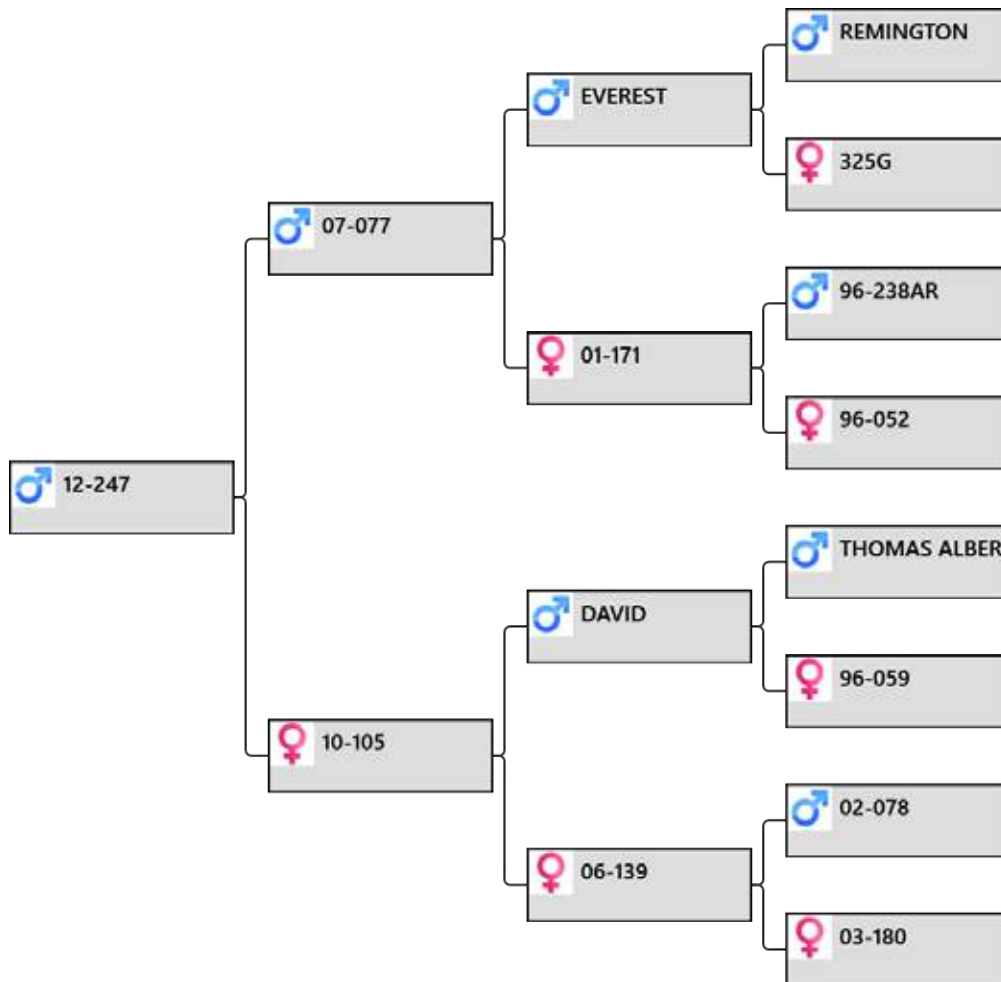 REMINGTON
EVEREST
325G
07-077
96-238AR
01-171
96-052
12-247
THOMAS ALBER
DAVID
96-059
10-105
02-078
06-139
03-180